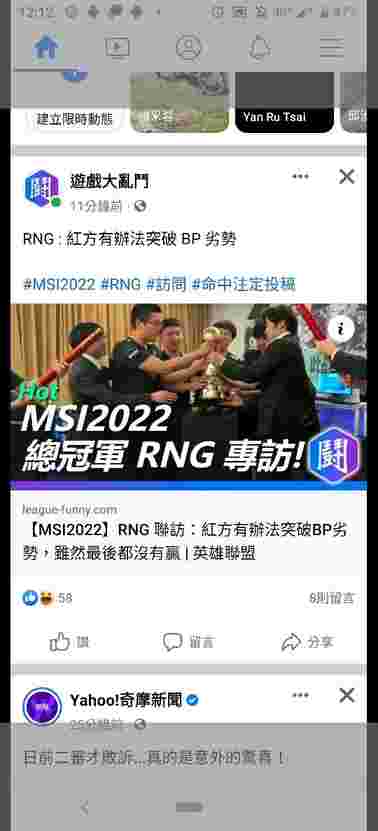 12:12
建立限時動態
Yan Ru Tsai
遊戲大亂鬥
11分鐘前
RNG : 紅方有辦法突破 BP 劣勢
#MSI2022 #RNG #訪問 #命中注定投稿
Hot
MSI2022
總冠軍 RNG 專訪!
鬪
league-funny.com
【MSI2022】RNG 聯訪：紅方有辦法突破BP劣
勢，雖然最後都沒有贏 | 英雄聯盟
58
8則留言
讚
留言
分享
Yahoo!奇摩新聞
25分鐘前
日前二審才敗訴...真的是意外的驚喜！